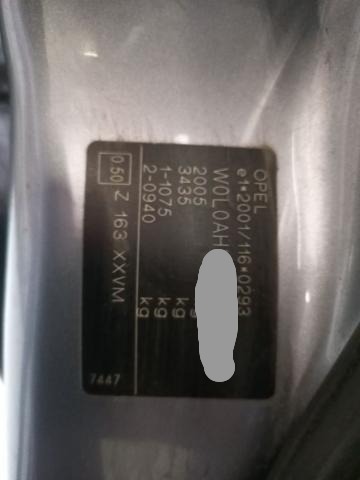 OPEL
e1*2001/116*0293
W0L0AH
2005 kg
3435 kg
1-1075 kg
2-0940 kg
0.50 Z 163 XXVM
7447